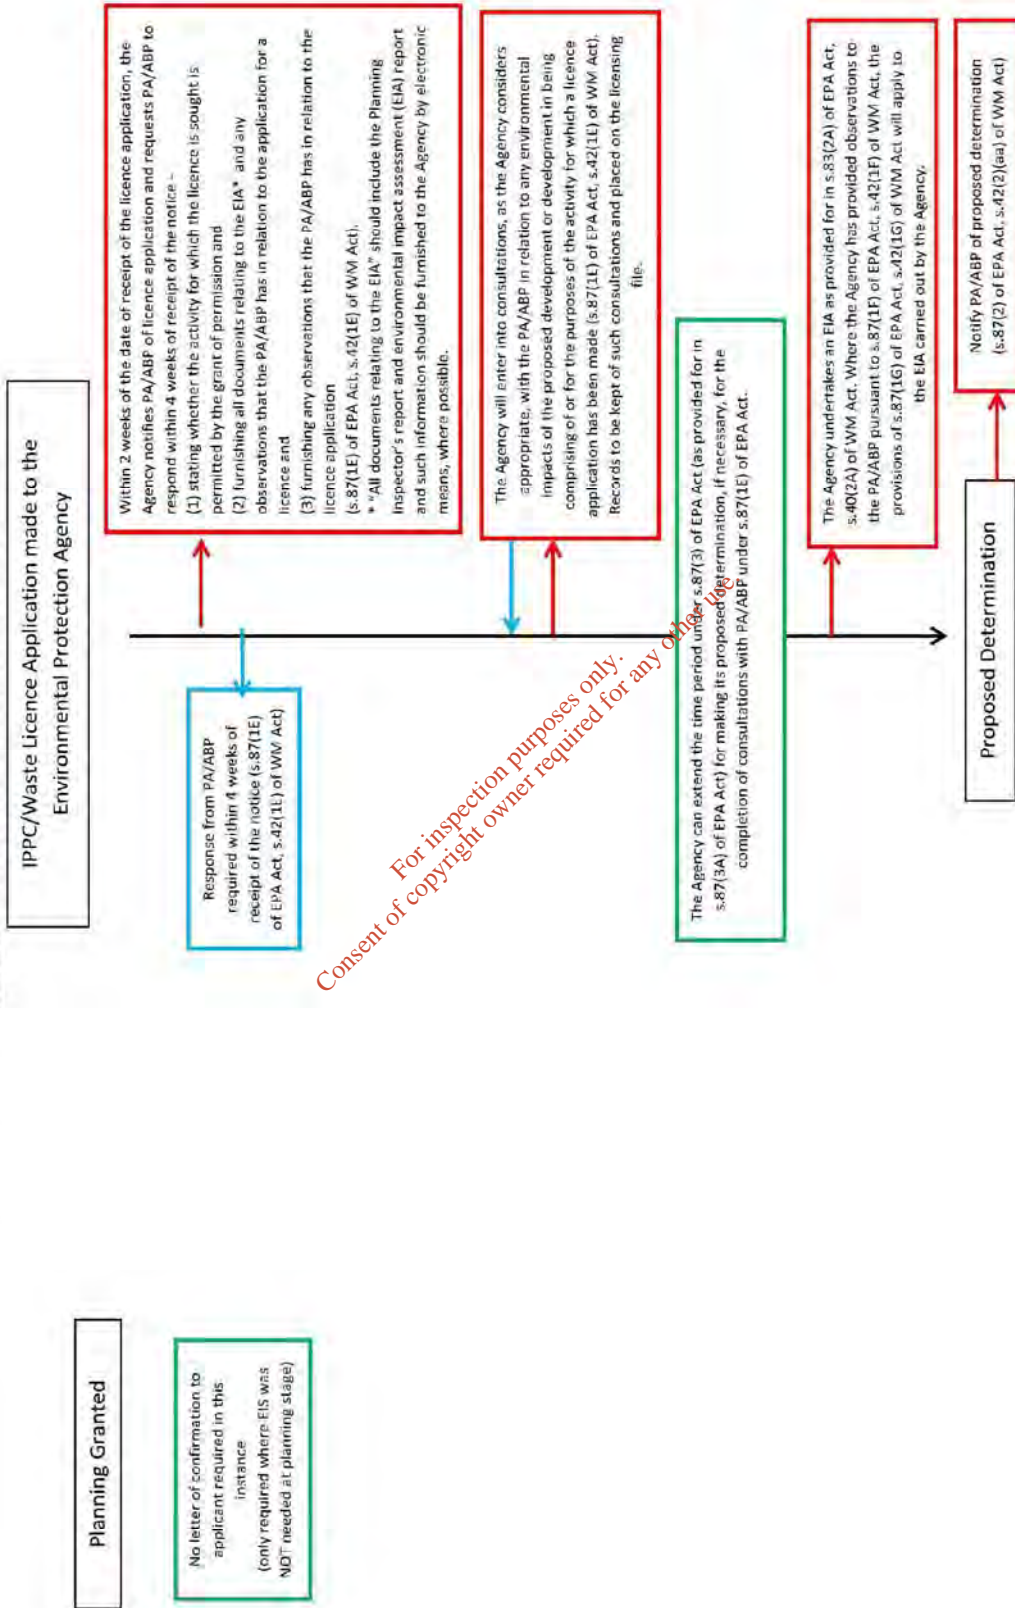 Planning Granted
No letter of confirmation to
applicant required in this
instance
(only required where EIS was
NOT needed at planning stage)
IPPC/Waste Licence Application made to the
Environmental Protection Agency
Within 2 weeks of the date of receipt of the licence application, the
Agency notifies PA/ABP of licence application and requests PA/ABP to
respond within 4 weeks of receipt of the notice –
(1) stating whether the activity for which the licence is sought is
permitted by the grant of permission and
(2) furnishing all documents relating to the EIA* and any
observations that the PA/ABP has in relation to the application for a
licence and
(3) furnishing any observations that the PA/ABP has in relation to the
licence application
(s.87(1E) of EPA Act, s.42(1E) of WM Act).
* “All documents relating to the EIA” should include the Planning
Inspector’s report and environmental impact assessment (EIA) report
and such information should be furnished to the Agency by electronic
means, where possible.
Response from PA/ABP
required within 4 weeks of
receipt of the notice (s.87(1E)
of EPA Act, s.42(1E) of WM Act)
The Agency will enter into consultations, as the Agency considers
appropriate, with the PA/ABP in relation to any environmental
impacts of the proposed development or development in being
comprising of or for the purposes of the activity for which a licence
application has been made (s.87(1E) of EPA Act, s.42(1E) of WM Act).
Records to be kept of such consultations and placed on the licensing
file.
The Agency can extend the time period under s.87(3) of EPA Act (as provided for in
s.87(3A) of EPA Act) for making its proposed determination, if necessary, for the
completion of consultations with PA/ABP under s.87(1E) of EPA Act.
The Agency undertakes an EIA as provided for in s.83(2A) of EPA Act,
s.40(2A) of WM Act. Where the Agency has provided observations to
the PA/ABP pursuant to s.87(1F) of EPA Act, s.42(1F) of WM Act, the
provisions of s.87(1G) of EPA Act, s.42(1G) of WM Act will apply to
the EIA carried out by the Agency.
Proposed Determination
Notify PA/ABP of proposed determination
(s.87(2) of EPA Act, s.42(2)(aa) of WM Act)
For inspection purposes only.
Consent of copyright owner required for any other use